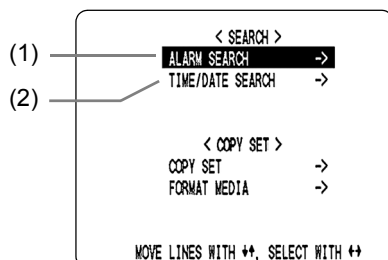 < SEARCH >
(1) ALARM SEARCH ->
(2) TIME/DATE SEARCH ->
< COPY SET >
COPY SET ->
FORMAT MEDIA ->
MOVE LINES WITH ↓↑, SELECT WITH ←→